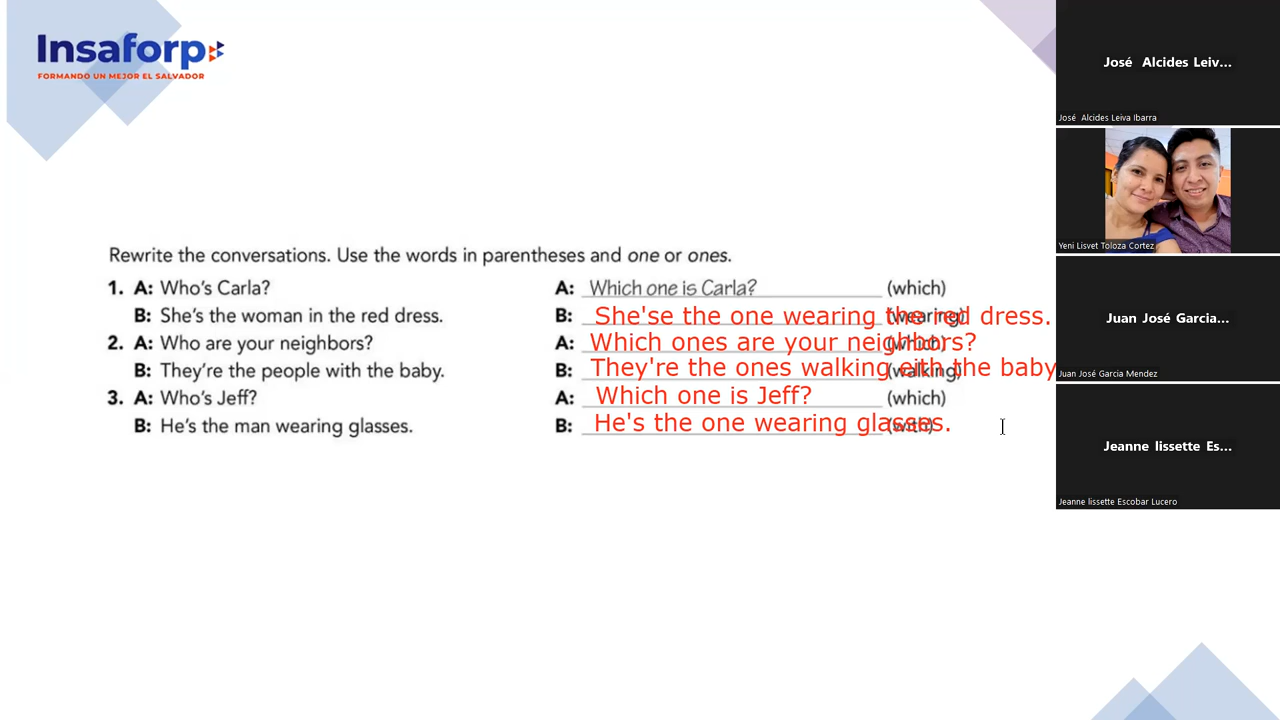 Insaforp
FORMANDO UN MEJOR EL SALVADOR
Rewrite the conversations. Use the words in parentheses and one or ones.
1. A: Who's Carla? A: Which one is Carla? (which)
B: She's the woman in the red dress. B: She'se the one wearing the red dress. (wearing)
2. A: Who are your neighbors? A: Which ones are your neighbors? (which)
B: They're the people with the baby. B: They're the ones walking eith the baby (walking)
3. A: Who's Jeff? A: Which one is Jeff? (which)
B: He's the man wearing glasses. B: He's the one wearing glasses. (with)
José Alcides Leiv...
José Alcides Leiva Ibarra
Yeni Lisvet Toloza Cortez
Juan José Garcia...
Juan José Garcia Mendez
Jeanne lissette Es...
Jeanne lissette Escobar Lucero